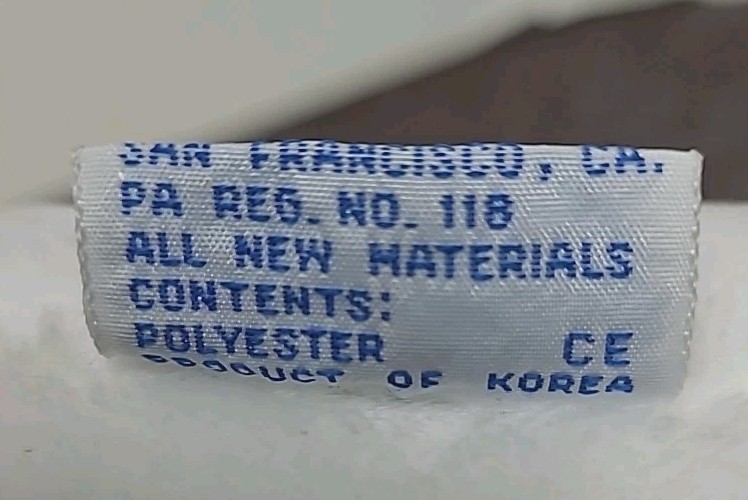 SAN FRANCISCO, CA.
PA REG. NO. 118
ALL NEW MATERIALS
CONTENTS:
POLYESTER CE
PRODUCT OF KOREA